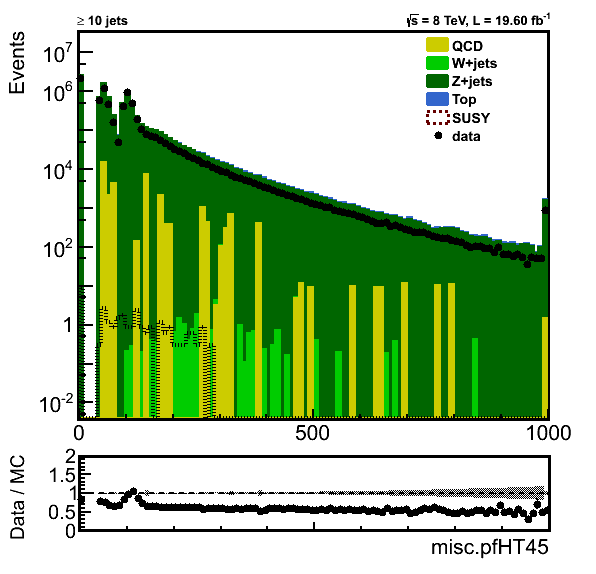 ≥ 10 jets
√s = 8 TeV, L = 19.60 fb⁻¹
Events
10⁷
10⁶
10⁴
10²
1
10⁻²
QCD
W+jets
Z+jets
Top
SUSY
data
0 500 1000
Data / MC
2
1.5
1
0.5
0
misc.pfHT45